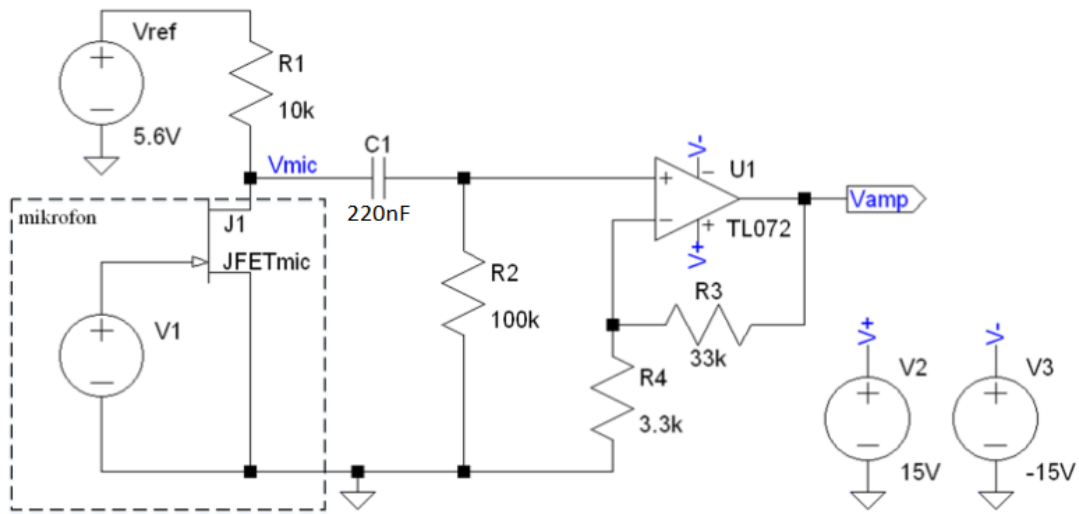 Vref
5.6V
R1
10k
Vmic
C1
220nF
mikrofon
J1
JFETmic
V1
R2
100k
V-
U1
TL072
V+
Vamp
R3
33k
R4
3.3k
V+
V2
15V
V-
V3
-15V